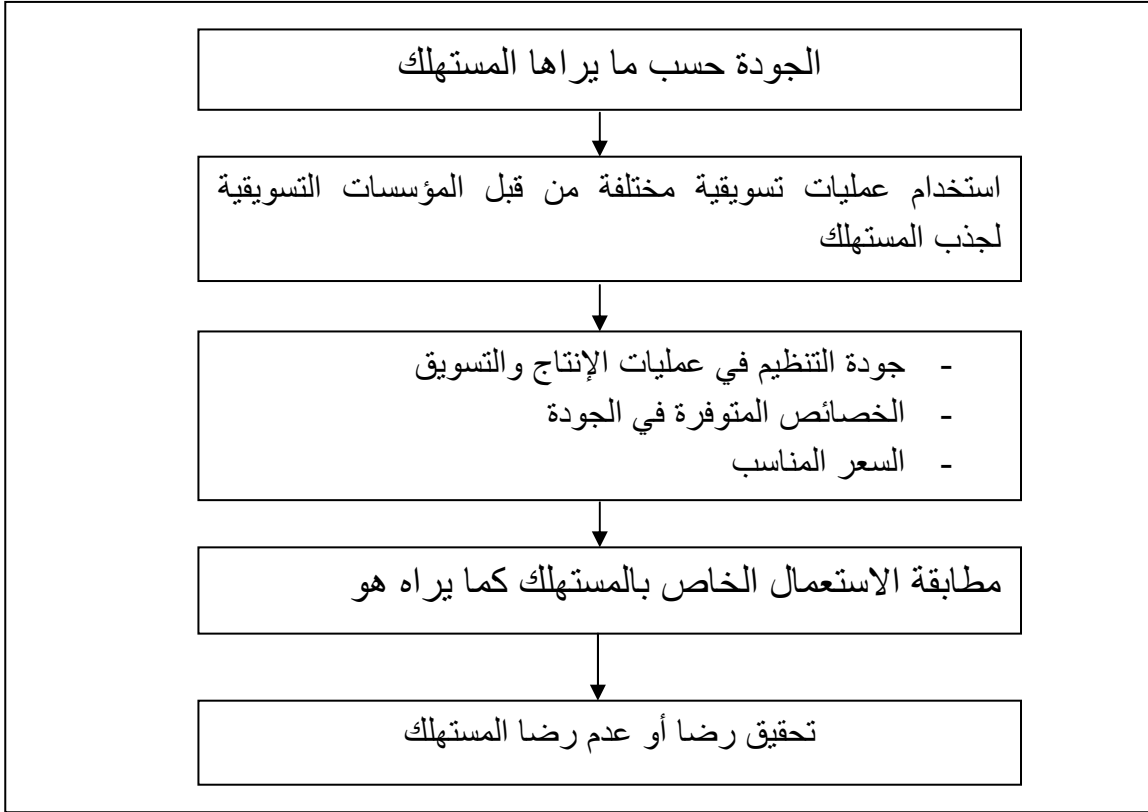 الجودة حسب ما يراها المستهلك
استخدام عمليات تسويقية مختلفة من قبل المؤسسات التسويقية
لجذب المستهلك
- جودة التنظيم في عمليات الإنتاج والتسويق
- الخصائص المتوفرة في الجودة
- السعر المناسب
مطابقة الاستعمال الخاص بالمستهلك كما يراه هو
تحقيق رضا أو عدم رضا المستهلك